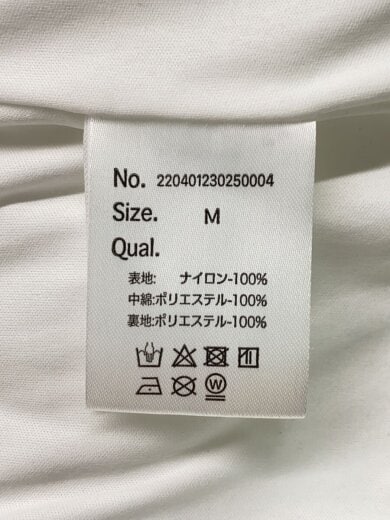 No. 220401230250004
Size. M
Qual.
表地: ナイロン-100%
中綿:ポリエステル-100%
裏地:ポリエステル-100%
W